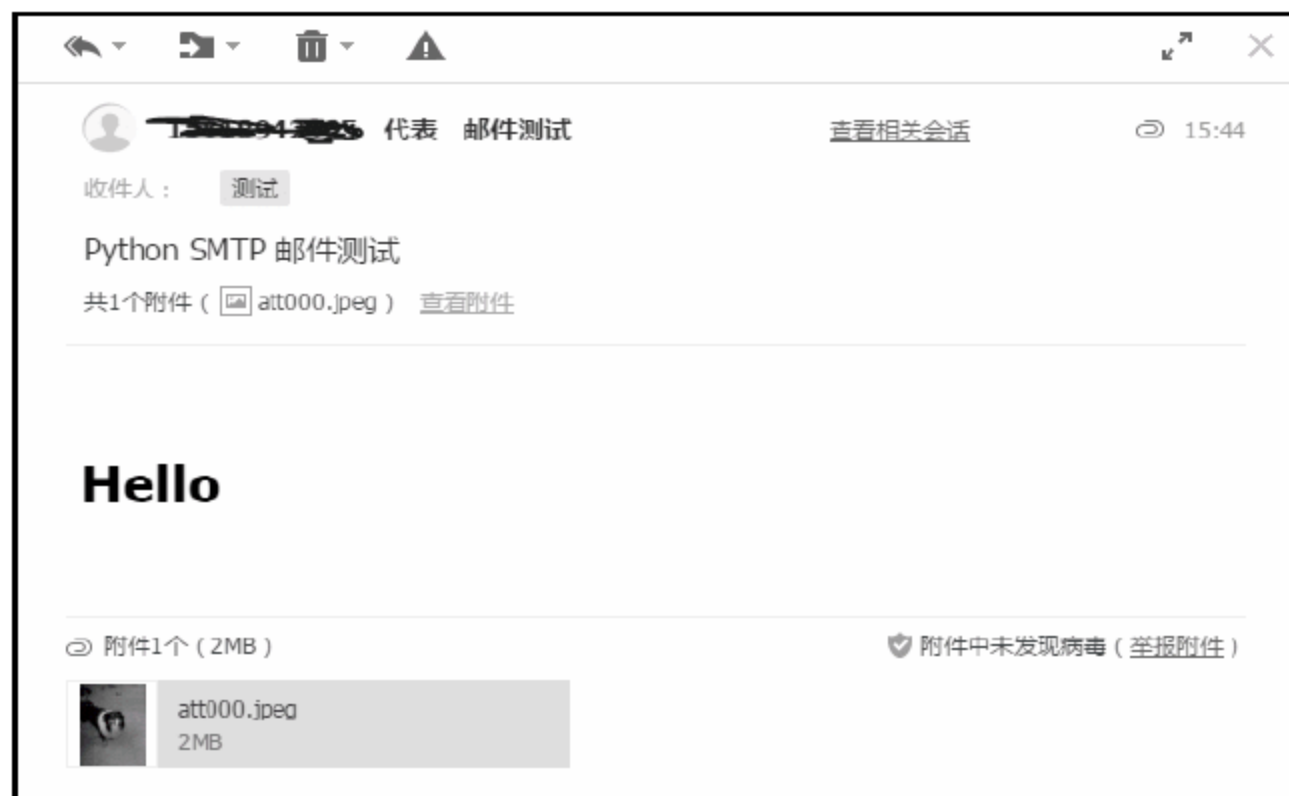 代表 邮件测试 查看相关会话 15:44
收件人： 测试
Python SMTP 邮件测试
共1个附件 ( att000.jpeg ) 查看附件
Hello
附件1个 ( 2MB ) 附件中未发现病毒 ( 举报附件 )
att000.jpeg
2MB